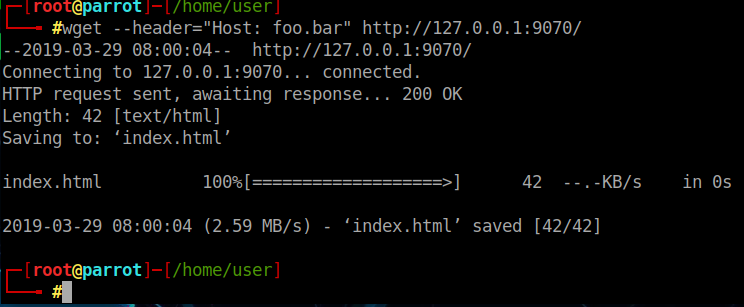 ┌─[root@parrot]─[/home/user]
└──╼ #wget --header="Host: foo.bar" http://127.0.0.1:9070/
--2019-03-29 08:00:04--  http://127.0.0.1:9070/
Connecting to 127.0.0.1:9070... connected.
HTTP request sent, awaiting response... 200 OK
Length: 42 [text/html]
Saving to: ‘index.html’
index.html          100%[===================>]      42  --.-KB/s    in 0s
2019-03-29 08:00:04 (2.59 MB/s) - ‘index.html’ saved [42/42]
┌─[root@parrot]─[/home/user]
└──╼ #